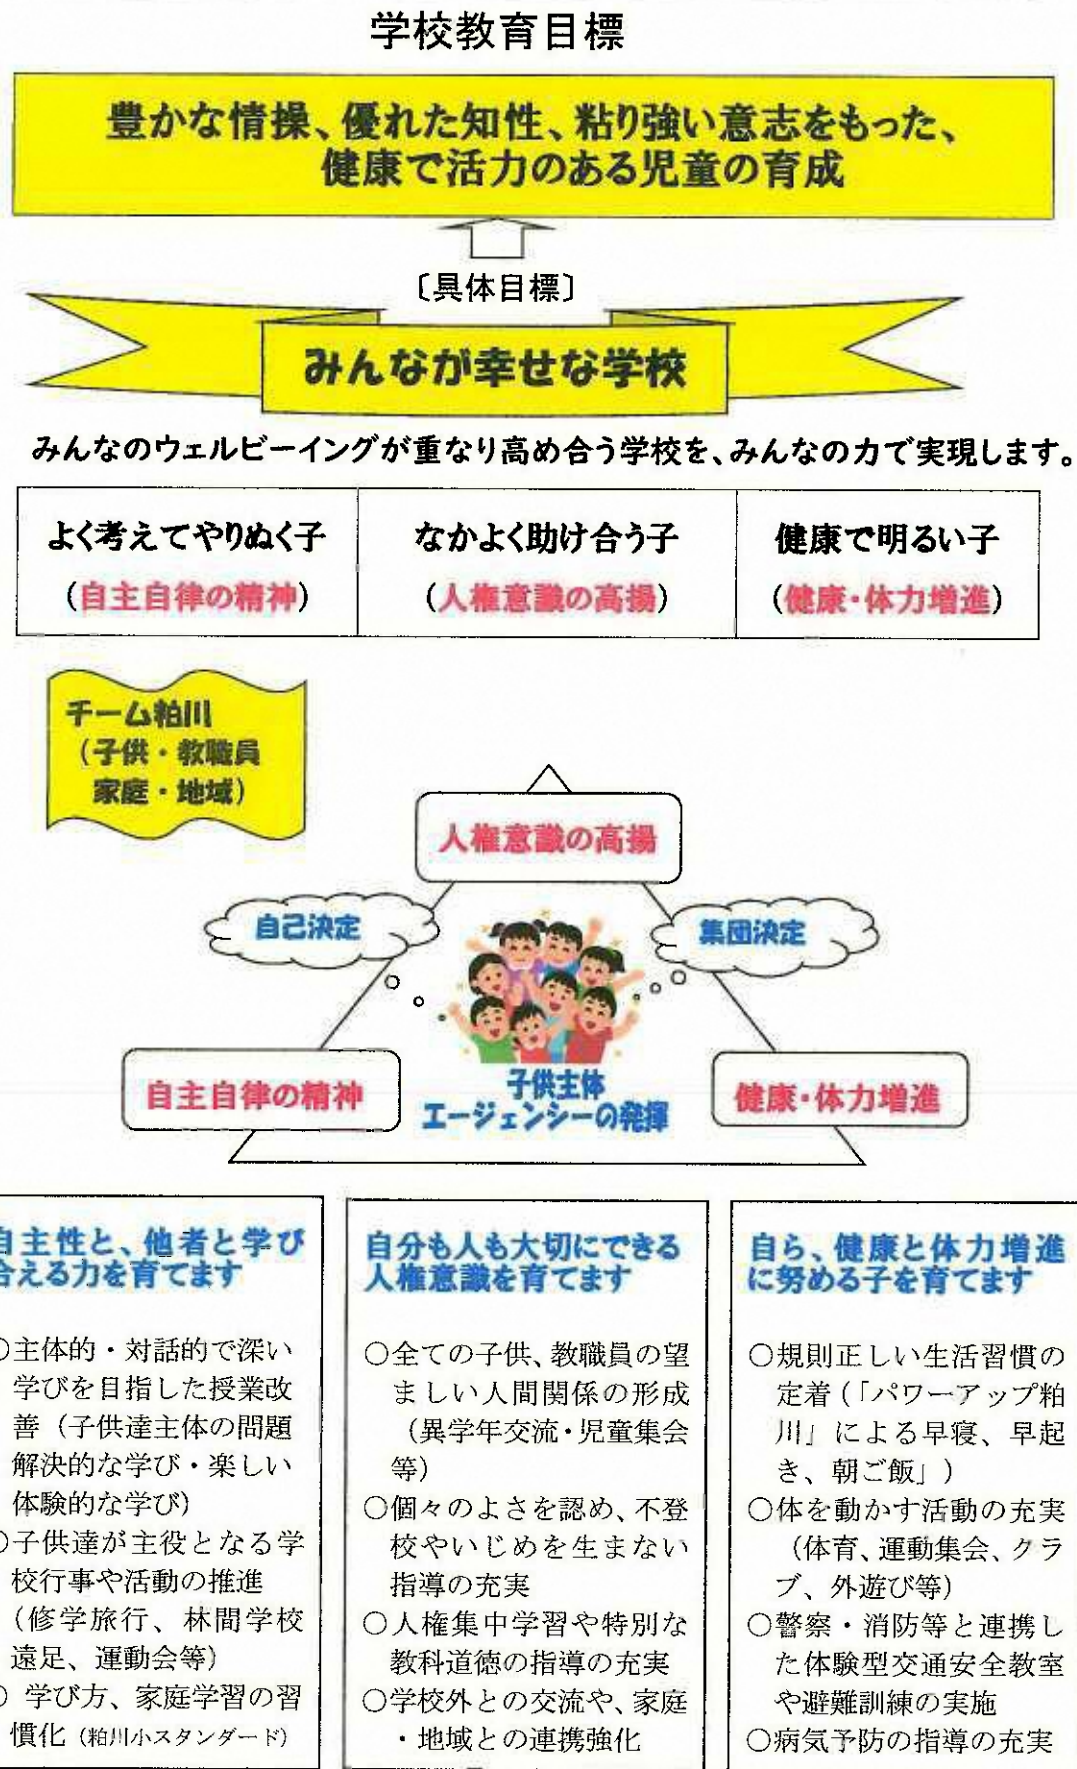 学校教育目標
豊かな情操、優れた知性、粘り強い意志をもった、
健康で活力のある児童の育成
〔具体目標〕
みんなが幸せな学校
みんなのウェルビーイングが重なり高め合う学校を、みんなの力で実現します。
よく考えてやりぬく子
(自主自律の精神)
なかよく助け合う子
(人権意識の高揚)
健康で明るい子
(健康・体力増進)
チーム粕川
(子供・教職員
家庭・地域)
人権意識の高揚
自己決定
集団決定
自主自律の精神
子供主体
エージェンシーの発揮
健康・体力増進
自主性と、他者と学び
合える力を育てます
○主体的・対話的で深い
学びを目指した授業改
善（子供達主体の問題
解決的な学び・楽しい
体験的な学び）
○子供達が主役となる学
校行事や活動の推進
（修学旅行、林間学校
遠足、運動会等）
○ 学び方、家庭学習の習
慣化（粕川小スタンダード）
自分も人も大切にできる
人権意識を育てます
○全ての子供、教職員の望
ましい人間関係の形成
（異学年交流・児童集会
等）
○個々のよさを認め、不登
校やいじめを生まない
指導の充実
○人権集中学習や特別な
教科道徳の指導の充実
○学校外との交流や、家庭
・地域との連携強化
自ら、健康と体力増進
に努める子を育てます
○規則正しい生活習慣の
定着（「パワーアップ粕
川」による早寝、早起
き、朝ご飯」）
○体を動かす活動の充実
（体育、運動集会、クラ
ブ、外遊び等）
○警察・消防等と連携し
た体験型交通安全教室
や避難訓練の実施
○病気予防の指導の充実